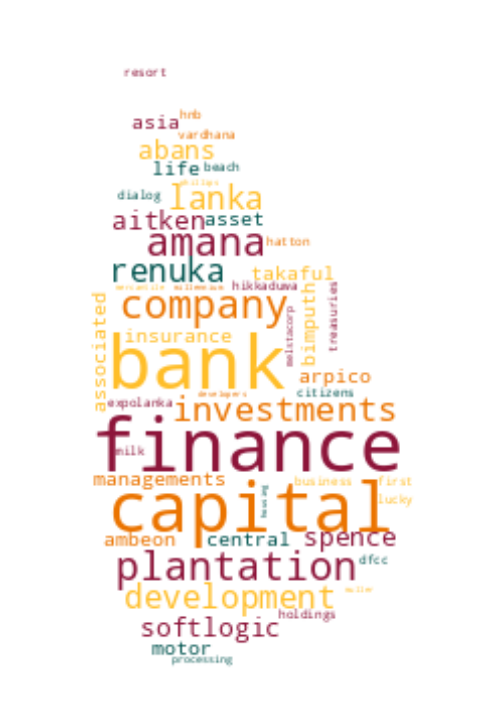 resort
hnb
asia
vardhana
abans
life beach
phillips
dialog lanka
aitken asset
amana hatton
renuka takaful
mercantile millennium hikkaduwa
treasuries
company
melstacorp
bimputh
associated
insurance
bank
arpico
developers citizens
expolanka investments
finance
milk
managements business first
capital
housing
lucky
ambeon central spence
plantation dfcc
development
holdings
softlogic
motor
processing